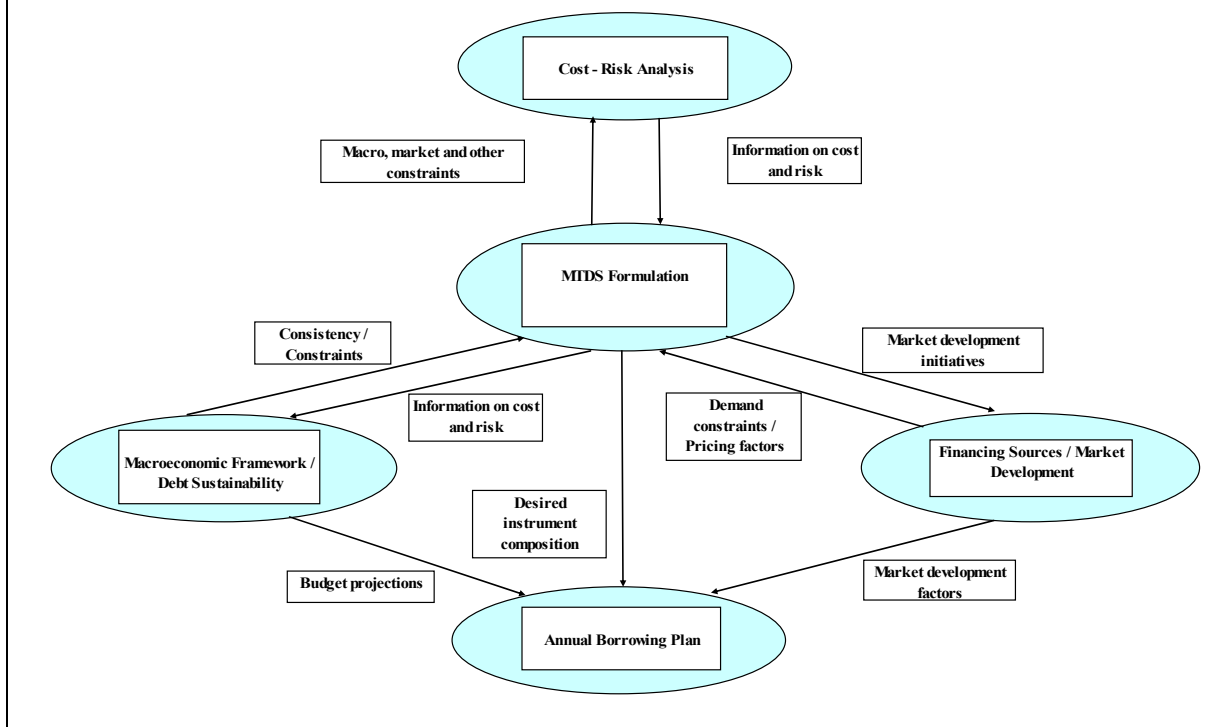 Cost - Risk Analysis
Macro, market and other
constraints
Information on cost
and risk
MTDS Formulation
Consistency /
Constraints
Market development
initiatives
Information on cost
and risk
Demand
constraints /
Pricing factors
Macroeconomic Framework /
Debt Sustainability
Financing Sources / Market
Development
Desired
instrument
composition
Budget projections
Market development
factors
Annual Borrowing Plan